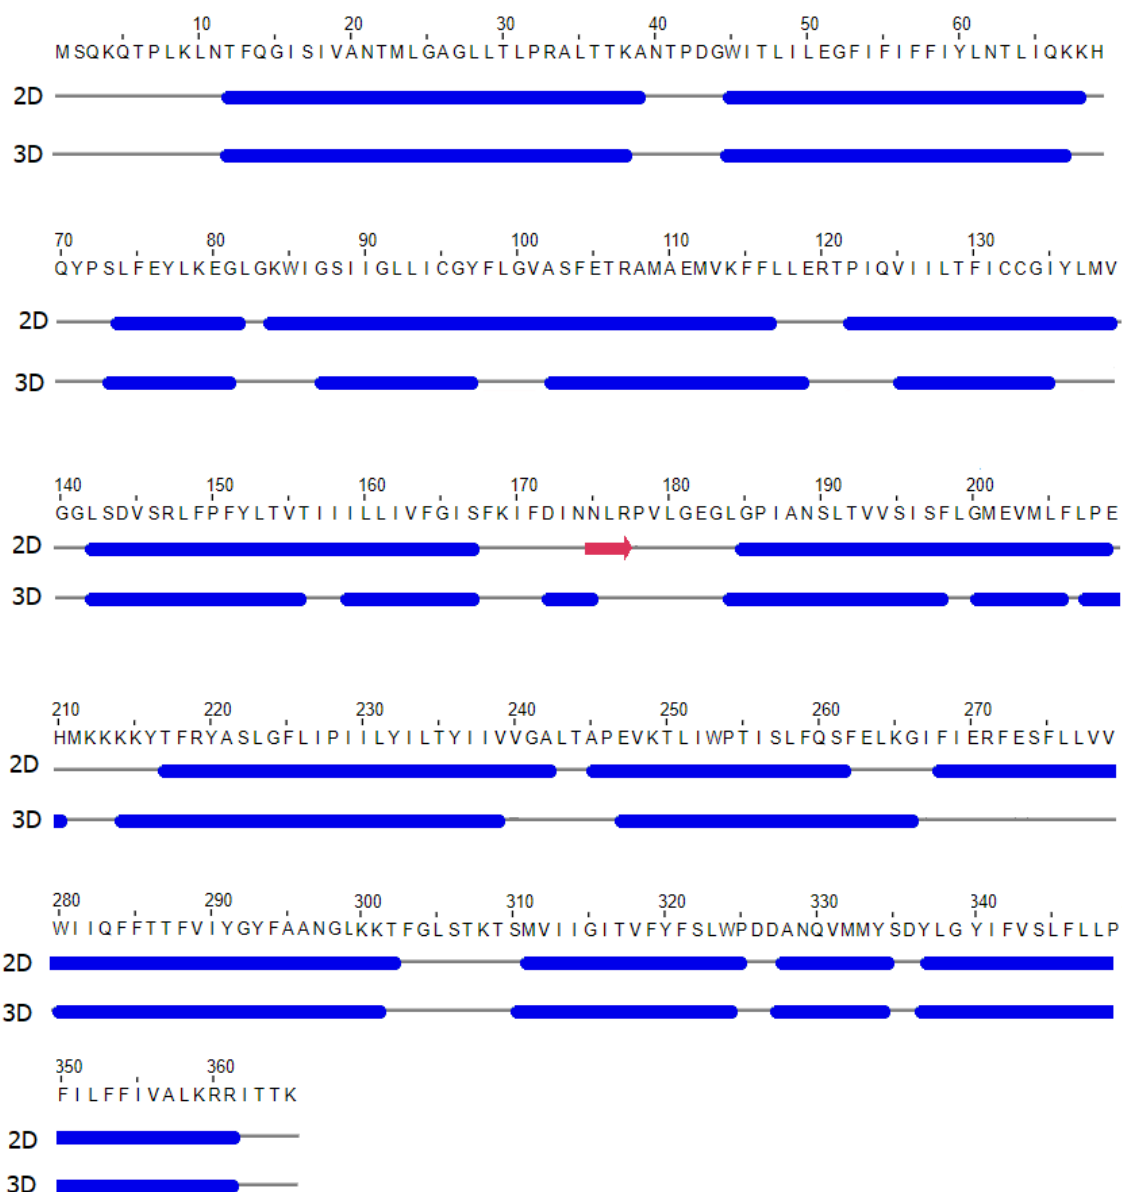 10 20 30 40 50 60
MSQKQTPLKLNTFQGISIVANTMLGAGLLTLPRALTTKANTPDGWITLILEGFIFIFFIYLNTLIQKKH
2D
3D
70 80 90 100 110 120 130
QYPSLFEYLKEGLGKWIGSIIGLLICGYFLGVASFETRAMAEMVKFFLLERTPIQVIILTFICCGIYLMV
2D
3D
140 150 160 170 180 190 200
GGLSDVSRLFPFYLTVTIIILLIVFGISFKIFDINNLRPVLGEGLGPIANSLTVVSISFLGMEVMLFLPE
2D
3D
210 220 230 240 250 260 270
HMKKKKYTFRYASLGFLIPIILYILTYIIVVGALTAPEVKTLIWPTISLFQSFELKGIFIERFESFLLVV
2D
3D
280 290 300 310 320 330 340
WIIQFFTTFVIYGYFAANGLKKTFGLSTKTSMVIIGITVFYFSLWPDDANQVMMYSDYLGYIFVSLFLLP
2D
3D
350 360
FILFFIVALKRRITTK
2D
3D